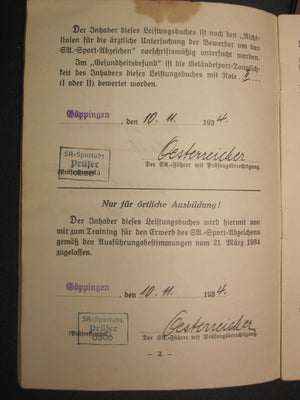 Der Inhaber dieses Leistungsbuches ist nach den „Richt-
linien für die ärztliche Untersuchung der Bewerber um das
SA.-Sport-Abzeichen" vorschriftsmäßig untersucht worden.
Im „Gesundheitsbefund" ist die Geländesport-Tauglich-
keit des Inhabers dieses Leistungsbuches mit Note
(I oder II) bewertet worden.
Göppingen, den 10. 11. 1934.
SA-Sportabz.
Prüfer
(Prüferstempel.)
Oesterreicher
Der SA.-Führer mit Prüfungsberechtigung.
Nur für örtliche Ausbildung!
Der Inhaber dieses Leistungsbuches wird hiermit von
mir zum Training für den Erwerb des SA.-Sport-Abzeichens
gemäß den Ausführungsbestimmungen vom 21. März 1934
zugelassen.
Göppingen, den 10. 11. 1934.
SA-Sportabz.
Prüfer
(Prüferstempel.)
6300
Oesterreicher
Der SA.-Führer mit Prüfungsberechtigung.
– 2 –